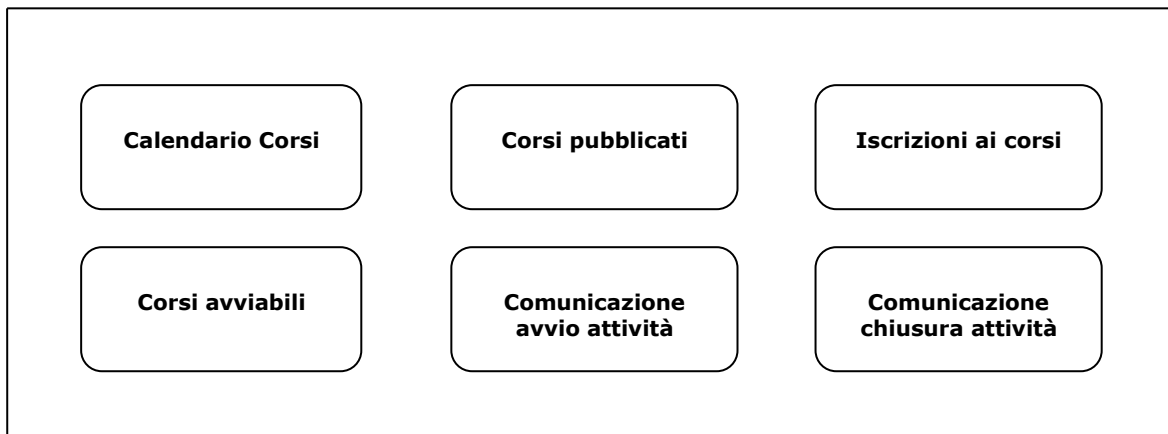 Calendario Corsi
Corsi pubblicati
Iscrizioni ai corsi
Corsi avviabili
Comunicazione
avvio attività
Comunicazione
chiusura attività